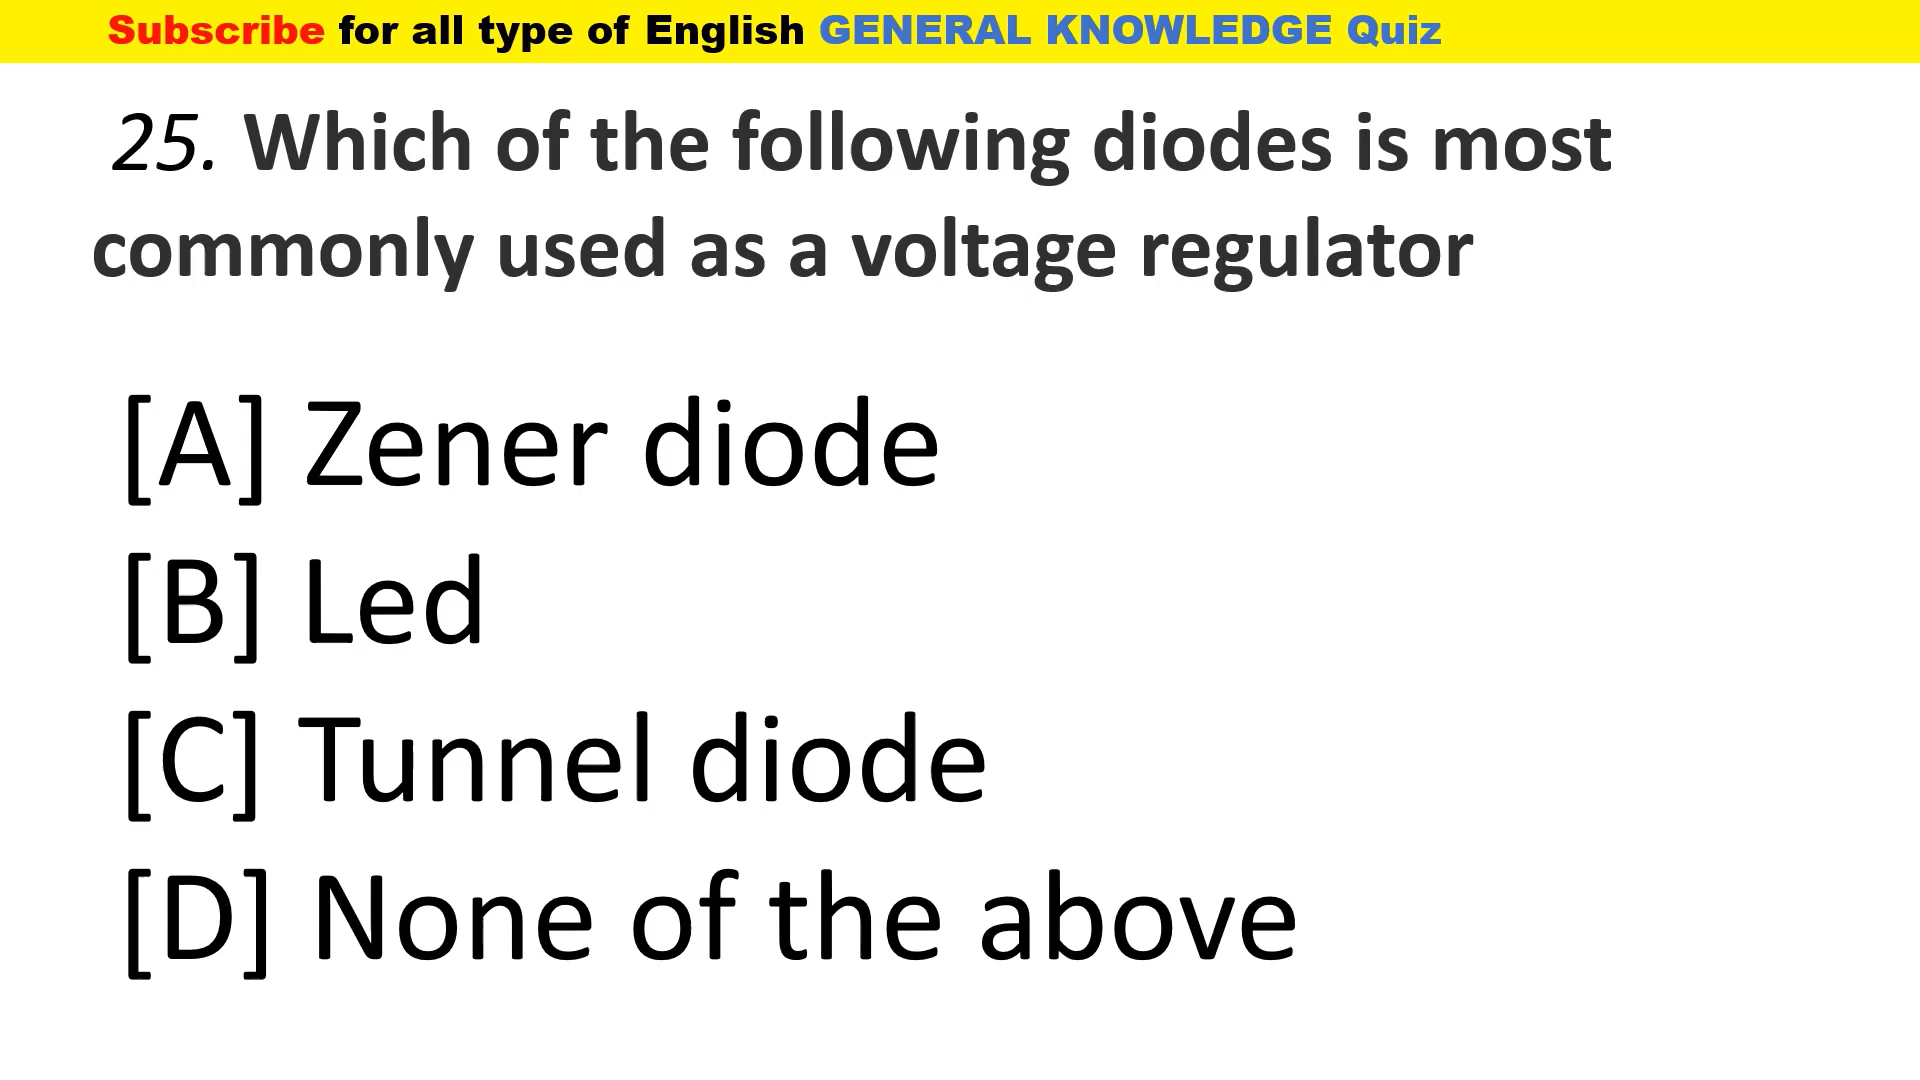 Subscribe for all type of English GENERAL KNOWLEDGE Quiz
25. Which of the following diodes is most
commonly used as a voltage regulator
[A] Zener diode
[B] Led
[C] Tunnel diode
[D] None of the above